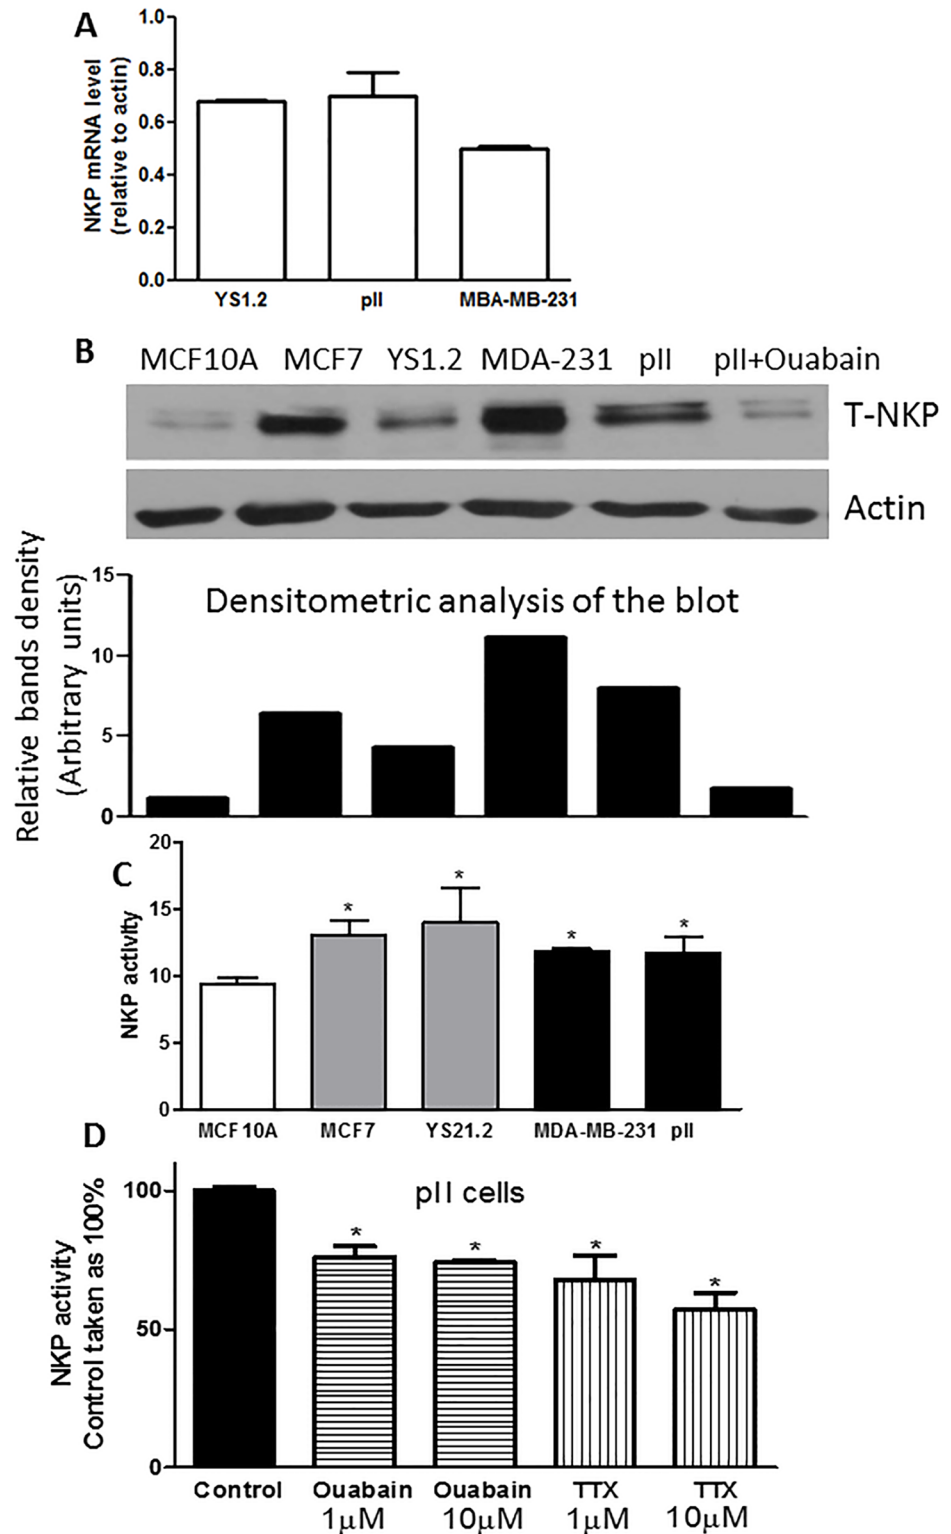 A
NKP mRNA level
(relative to actin)
1.0
0.8
0.6
0.4
0.2
0.0
YS1.2 pII MBA-MB-231
B
MCF10A MCF7 YS1.2 MDA-231 pII pII+Ouabain
T-NKP
Actin
Relative bands density
(Arbitrary units)
Densitometric analysis of the blot
15
10
5
0
C
NKP activity
20
15
10
5
0
* * * *
MCF10A MCF7 YS21.2 MDA-MB-231 pII
D
NKP activity
Control taken as 100%
pII cells
100
50
0
* * * *
Control Ouabain Ouabain TTX TTX
1µM 10µM 1µM 10µM